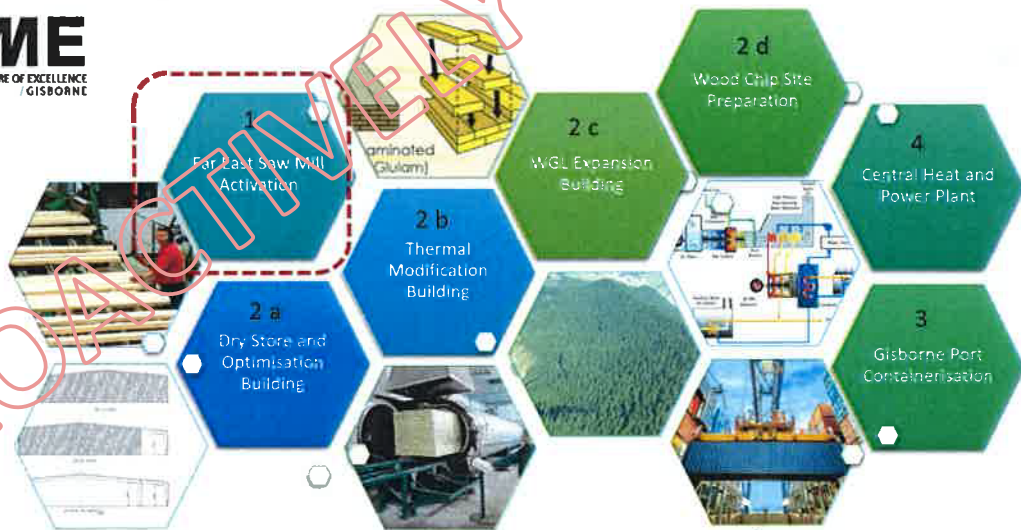 ME
RE OF EXCELLENCE
/ GISBORNE
1
Far East Saw Mill
Activation
aminated
Glulam)
2 a
Dry Store and
Optimisation
Building
2 b
Thermal
Modification
Building
2 c
WGL Expansion
Building
2 d
Wood Chip Site
Preparation
4
Central Heat and
Power Plant
3
Gisborne Port
Containerisation
OACTIVELY